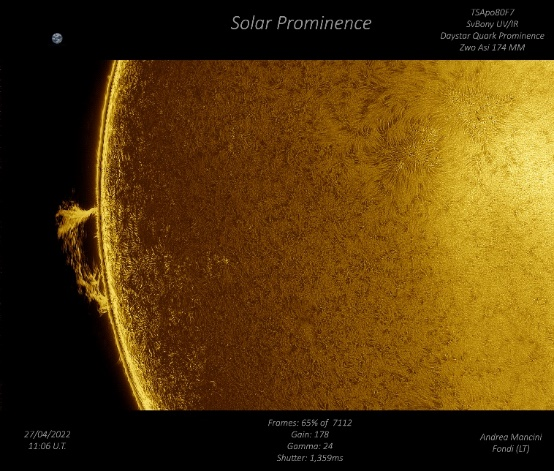 Solar Prominence
TSApo80F7
SvBony UV/IR
Daystar Quark Prominence
Zwo Asi 174 MM
27/04/2022
11:06 U.T.
Frames: 65% of 7112
Gain: 178
Gamma: 24
Shutter: 1,359ms
Andrea Mancini
Fondi (LT)